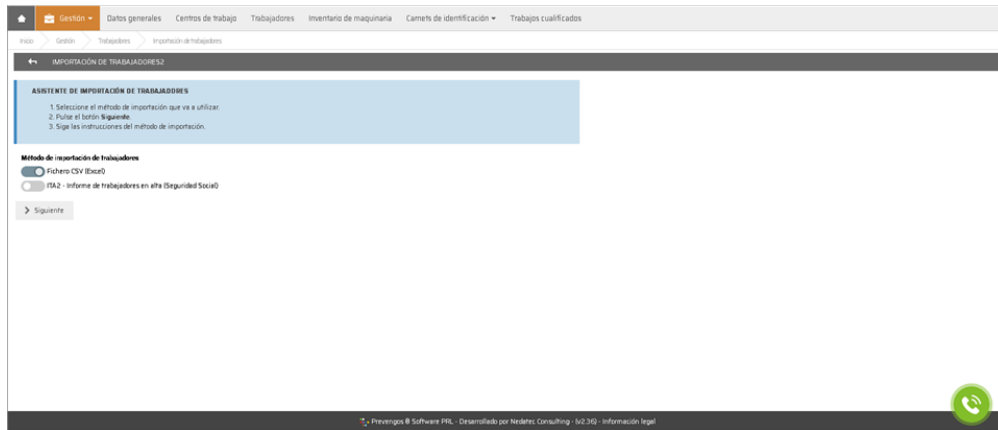 Gestión Datos generales Centros de trabajo Trabajadores Inventario de maquinaria Carnets de identificación Trabajos cualificados
Inicio Gestión Trabajadores Importación de trabajadores
IMPORTACIÓN DE TRABAJADORES2
ASISTENTE DE IMPORTACIÓN DE TRABAJADORES
1. Seleccione el método de importación que va a utilizar.
2. Pulse el botón Siguiente.
3. Siga las instrucciones del método de importación.
Método de importación de trabajadores
Fichero CSV (Excel)
ITA2 - Informe de trabajadores en alta (Seguridad Social)
Siguiente
Prevengos ® Software PRL - Desarrollado por Nedatec Consulting - (v2.36) - Información legal